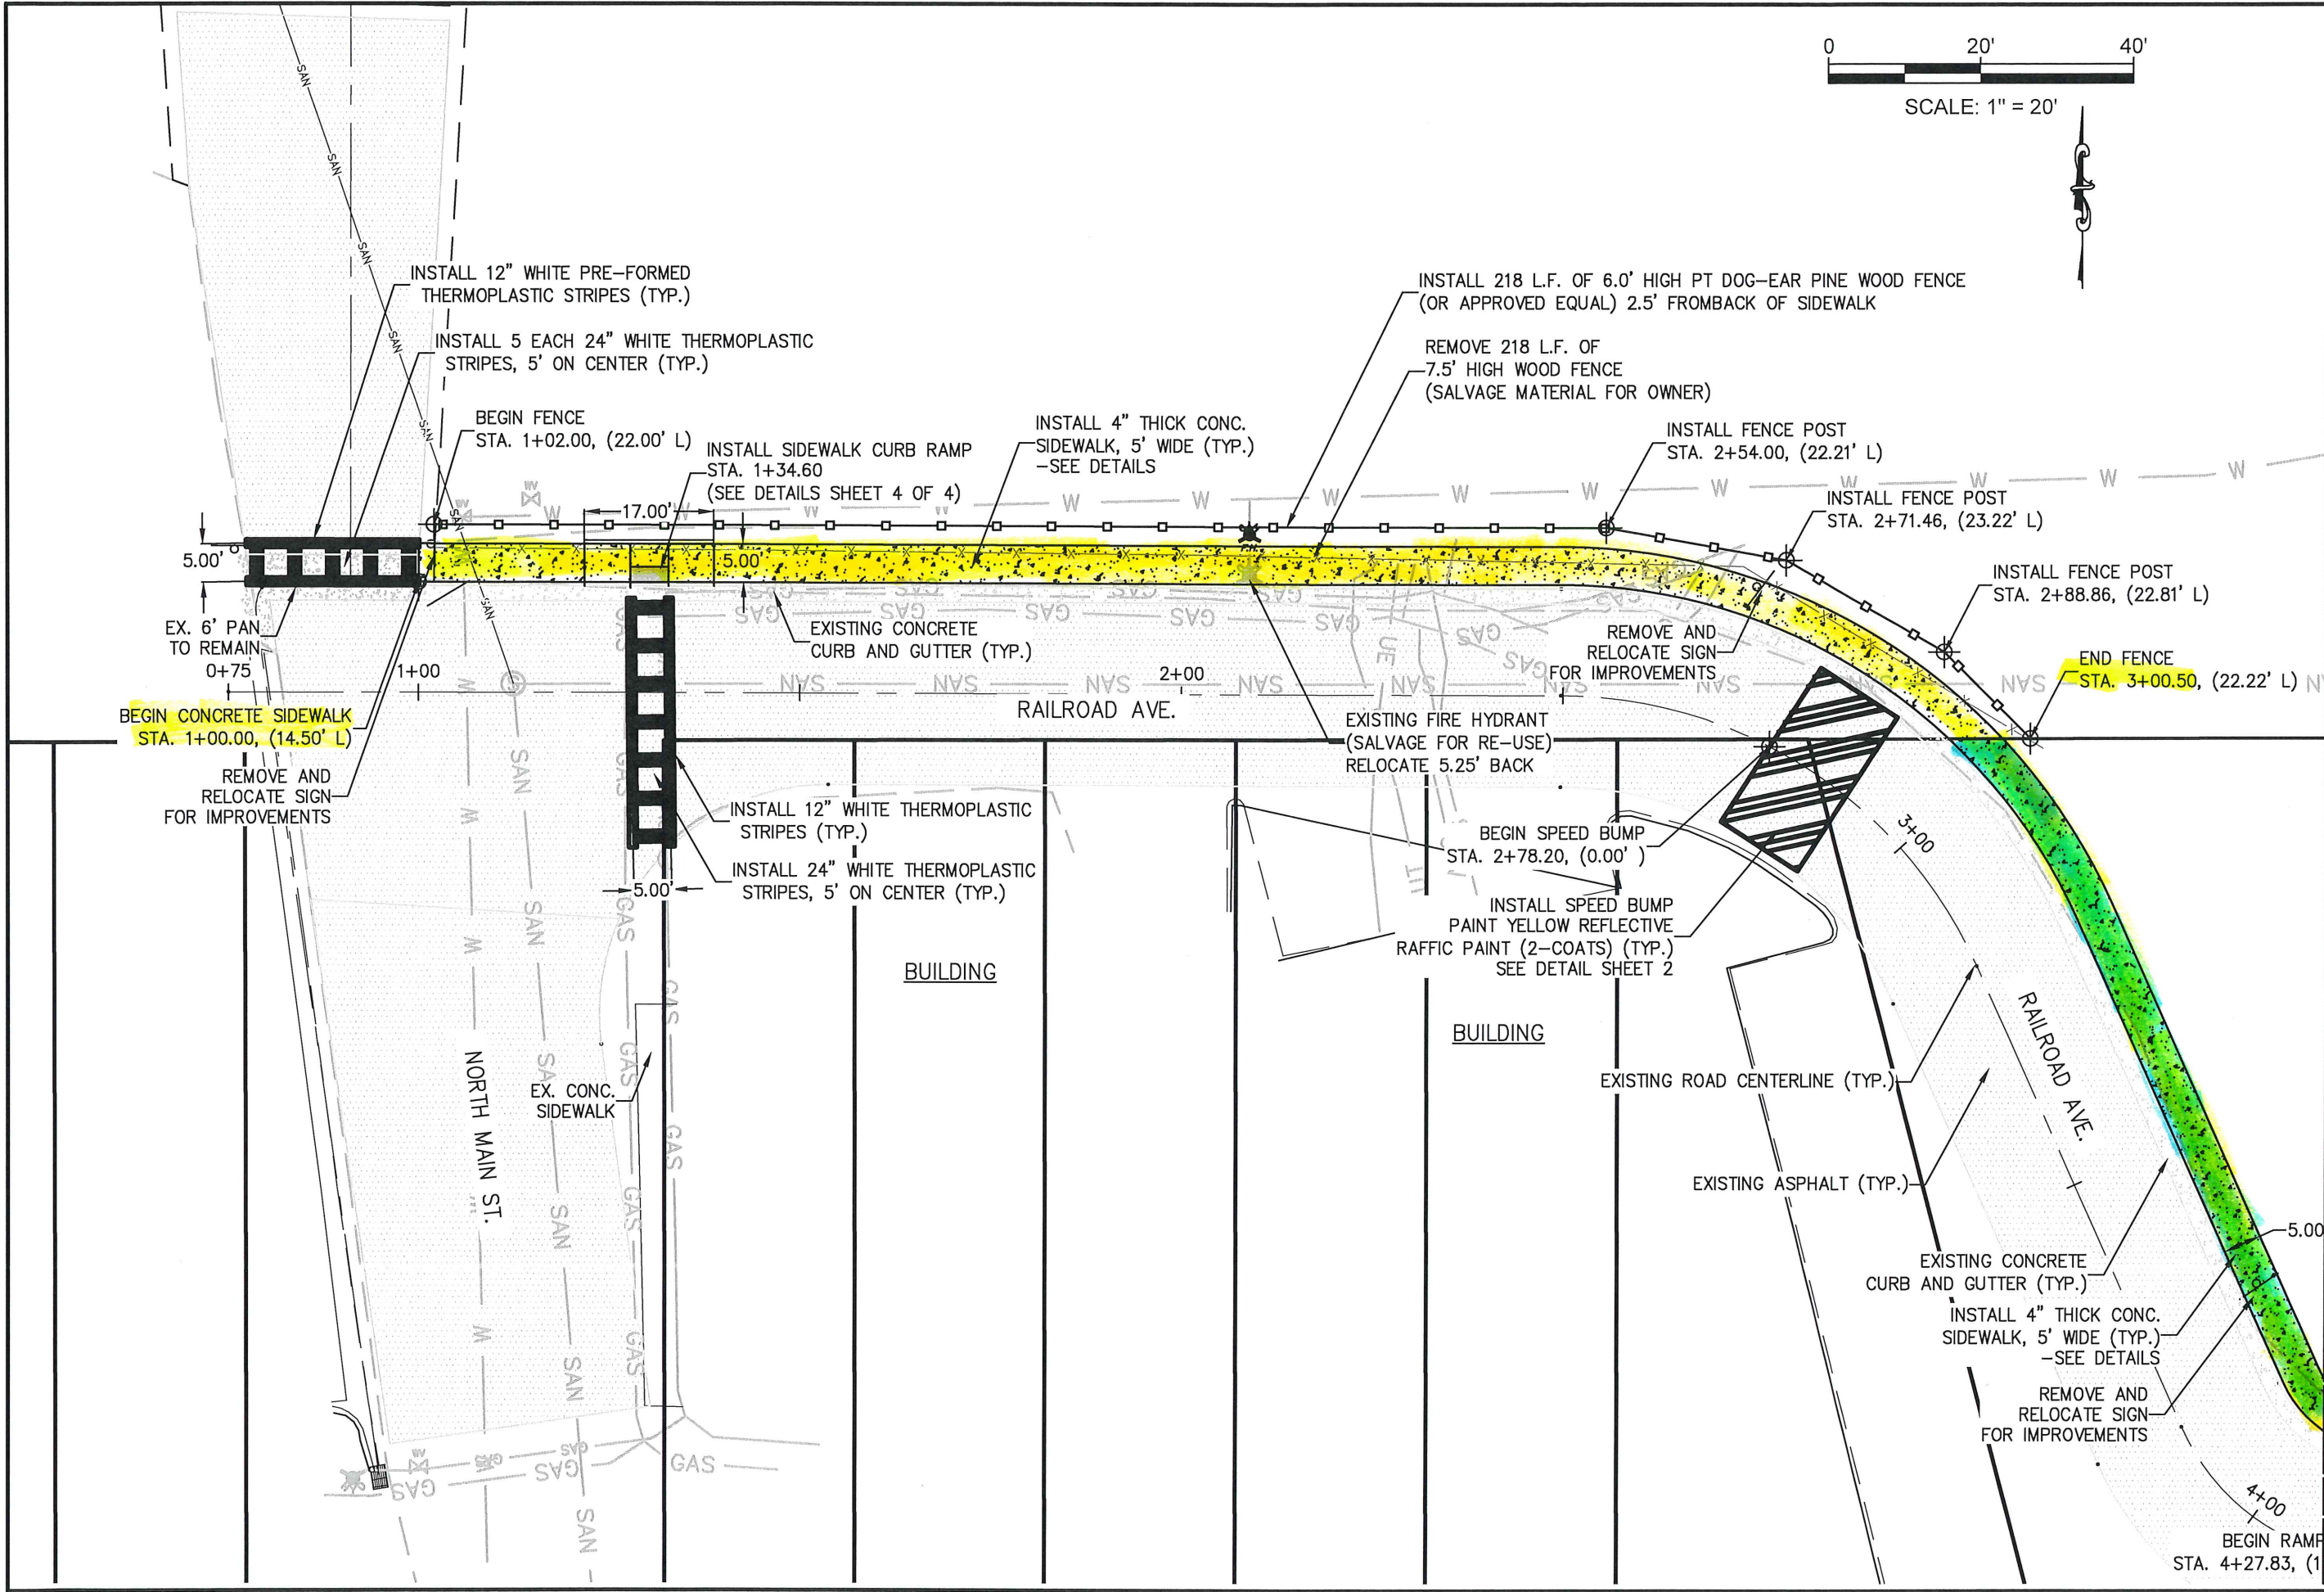 0 20' 40'
SCALE: 1" = 20'
INSTALL 12" WHITE PRE-FORMED
THERMOPLASTIC STRIPES (TYP.)
INSTALL 5 EACH 24" WHITE THERMOPLASTIC
STRIPES, 5' ON CENTER (TYP.)
BEGIN FENCE
STA. 1+02.00, (22.00' L)
INSTALL SIDEWALK CURB RAMP
STA. 1+34.60
(SEE DETAILS SHEET 4 OF 4)
17.00'
INSTALL 4" THICK CONC.
SIDEWALK, 5' WIDE (TYP.)
-SEE DETAILS
INSTALL 218 L.F. OF 6.0' HIGH PT DOG-EAR PINE WOOD FENCE
(OR APPROVED EQUAL) 2.5' FROMBACK OF SIDEWALK
REMOVE 218 L.F. OF
7.5' HIGH WOOD FENCE
(SALVAGE MATERIAL FOR OWNER)
INSTALL FENCE POST
STA. 2+54.00, (22.21' L)
INSTALL FENCE POST
STA. 2+71.46, (23.22' L)
INSTALL FENCE POST
STA. 2+88.86, (22.81' L)
END FENCE
STA. 3+00.50, (22.22' L)
5.00'
5.00'
EX. 6' PAN
TO REMAIN
0+75
1+00
2+00
BEGIN CONCRETE SIDEWALK
STA. 1+00.00, (14.50' L)
REMOVE AND
RELOCATE SIGN
FOR IMPROVEMENTS
EXISTING CONCRETE
CURB AND GUTTER (TYP.)
RAILROAD AVE.
REMOVE AND
RELOCATE SIGN
FOR IMPROVEMENTS
EXISTING FIRE HYDRANT
(SALVAGE FOR RE-USE)
RELOCATE 5.25' BACK
INSTALL 12" WHITE THERMOPLASTIC
STRIPES (TYP.)
INSTALL 24" WHITE THERMOPLASTIC
STRIPES, 5' ON CENTER (TYP.)
5.00'
BEGIN SPEED BUMP
STA. 2+78.20, (0.00' )
INSTALL SPEED BUMP
PAINT YELLOW REFLECTIVE
RAFFIC PAINT (2-COATS) (TYP.)
SEE DETAIL SHEET 2
3+00
BUILDING
BUILDING
NORTH MAIN ST.
EX. CONC.
SIDEWALK
EXISTING ROAD CENTERLINE (TYP.)
RAILROAD AVE.
EXISTING ASPHALT (TYP.)
5.00
EXISTING CONCRETE
CURB AND GUTTER (TYP.)
INSTALL 4" THICK CONC.
SIDEWALK, 5' WIDE (TYP.)
-SEE DETAILS
REMOVE AND
RELOCATE SIGN
FOR IMPROVEMENTS
4+00
BEGIN RAMP
STA. 4+27.83, (1
SAN
W
GAS
UE